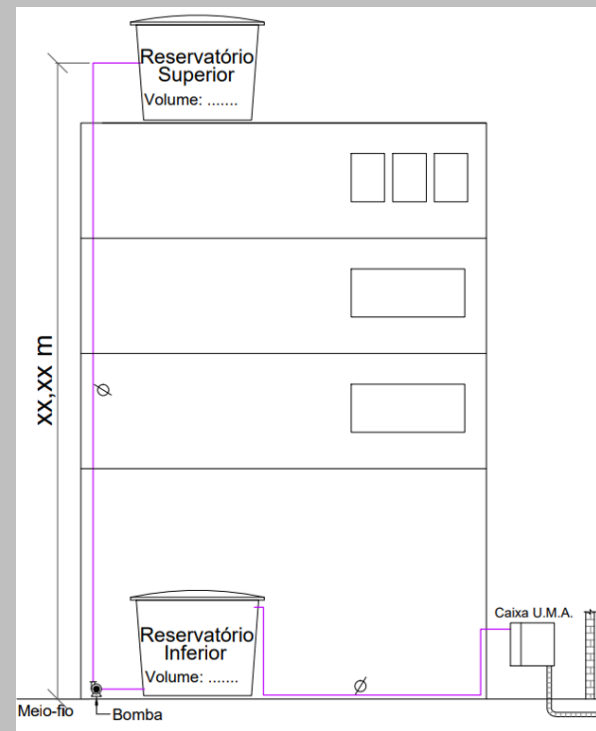 Reservatório
Superior
Volume: .......
xx,xx m
Ø
Reservatório
Inferior
Volume: .......
Ø
Caixa U.M.A.
Meio-fio
Bomba